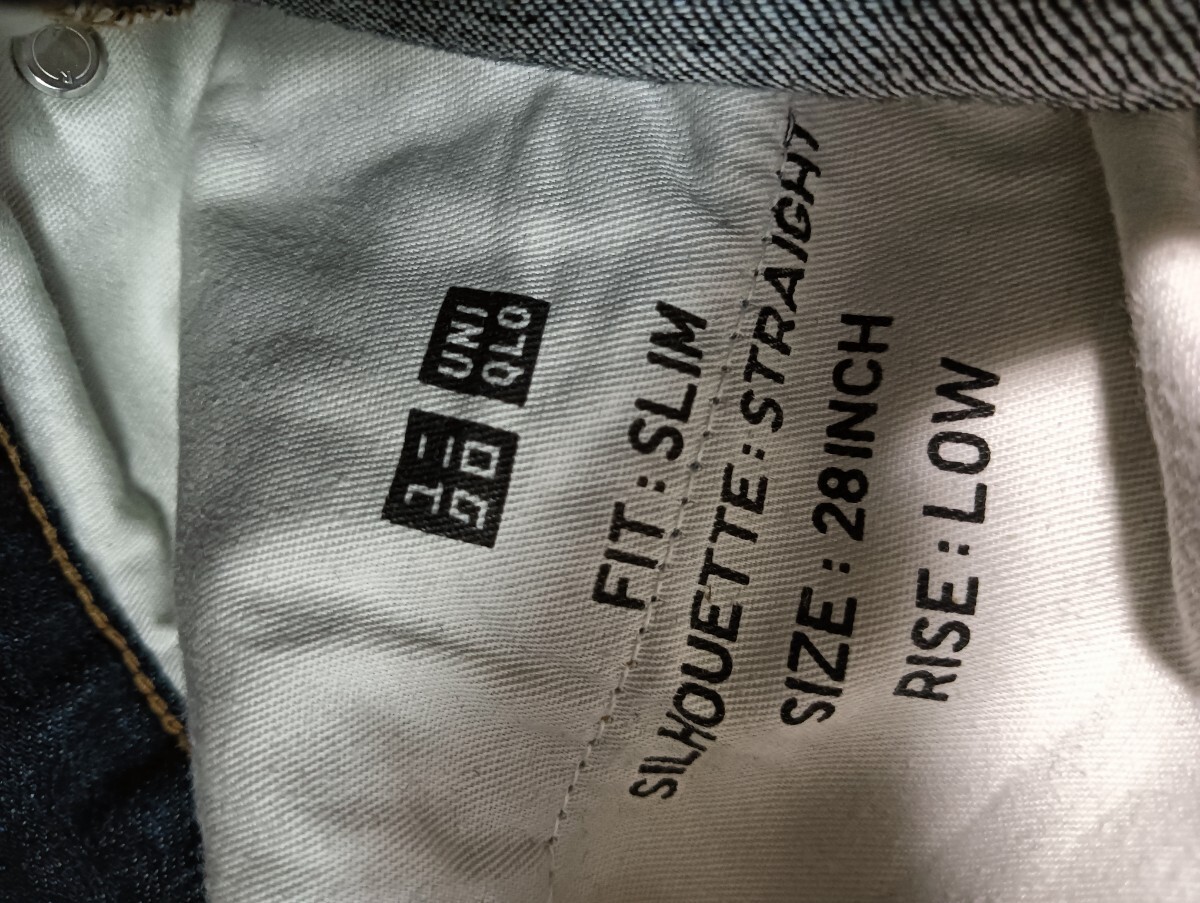 ユニ
クロ
UNI
QLO
FIT : SLIM
SILHOUETTE : STRAIGHT
SIZE : 28INCH
RISE : LOW
R